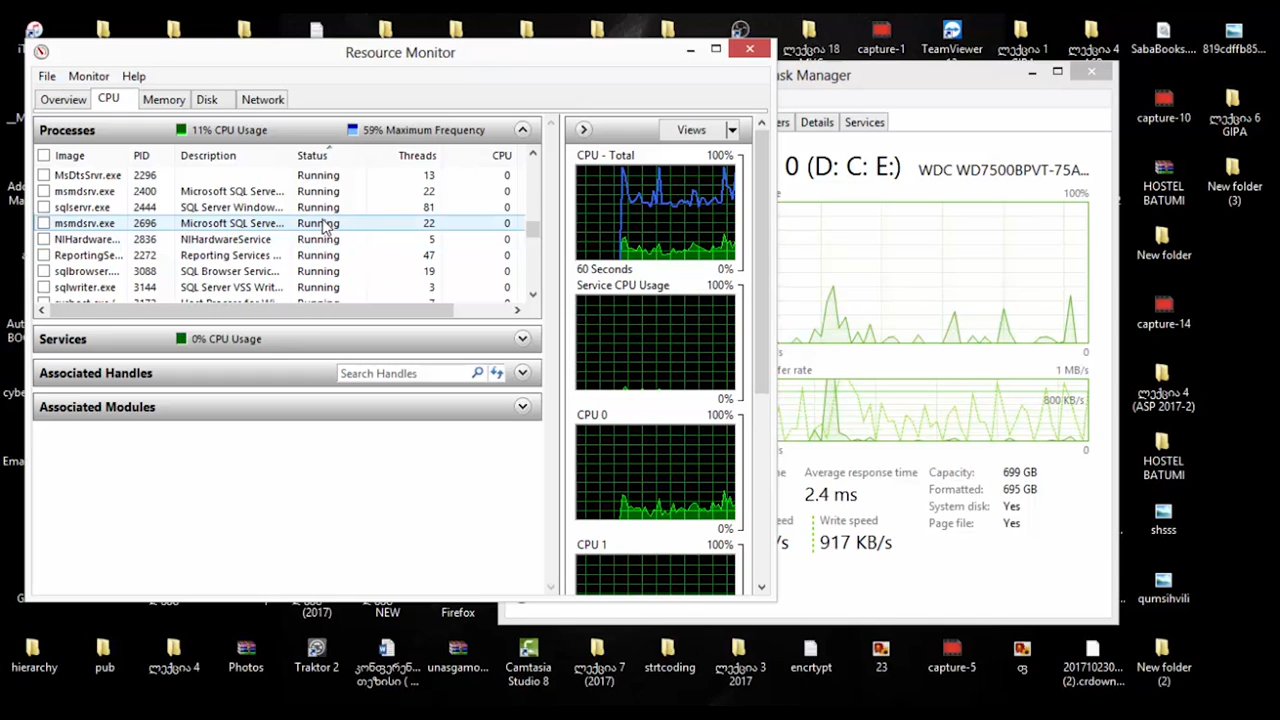 Resource Monitor
File Monitor Help
Overview CPU Memory Disk Network
Processes 11% CPU Usage 59% Maximum Frequency
Image PID Description Status Threads CPU
MsDtsSrvr.exe 2296 Running 13 0
msmdsrv.exe 2400 Microsoft SQL Serve... Running 22 0
sqlservr.exe 2444 SQL Server Window... Running 81 0
msmdsrv.exe 2696 Microsoft SQL Serve... Running 22 0
NIHardware... 2836 NIHardwareService Running 5 0
ReportingSe... 2272 Reporting Services ... Running 47 0
sqlbrowser.... 3088 SQL Browser Servic... Running 19 0
sqlwriter.exe 3144 SQL Server VSS Writ... Running 3 0
Services 0% CPU Usage
Associated Handles Search Handles
Associated Modules
Views
CPU - Total 100%
60 Seconds 0%
Service CPU Usage 100%
0%
CPU 0 100%
0%
CPU 1 100%
sk Manager
ers Details Services
0 (D: C: E:) WDC WD7500BPVT-75A...
100%
0
fer rate 1 MB/s
800 KB/s
0
Average response time
2.4 ms
Write speed
/s 917 KB/s
Capacity: 699 GB
Formatted: 695 GB
System disk: Yes
Page file: Yes
ლექცია 18
capture-1
TeamViewer
ლექცია 1
GIPA
ლექცია 4
SabaBooks....
819cdffb85...
capture-10
ლექცია 6
GIPA
HOSTEL
BATUMI
New folder
(3)
New folder
capture-14
ლექცია 4
(ASP 2017-2)
HOSTEL
BATUMI
shsss
qumsihvili
(2017)
NEW
Firefox
hierarchy
pub
ლექცია 4
Photos
Traktor 2
კონფერენ...
თეზისი ( ...
unasgamo...
Camtasia
Studio 8
ლექცია 7
(2017)
strtcoding
ლექცია 3
2017
encrtypt
23
capture-5
ფ
201710230...
(2).crdown...
New folder
(2)